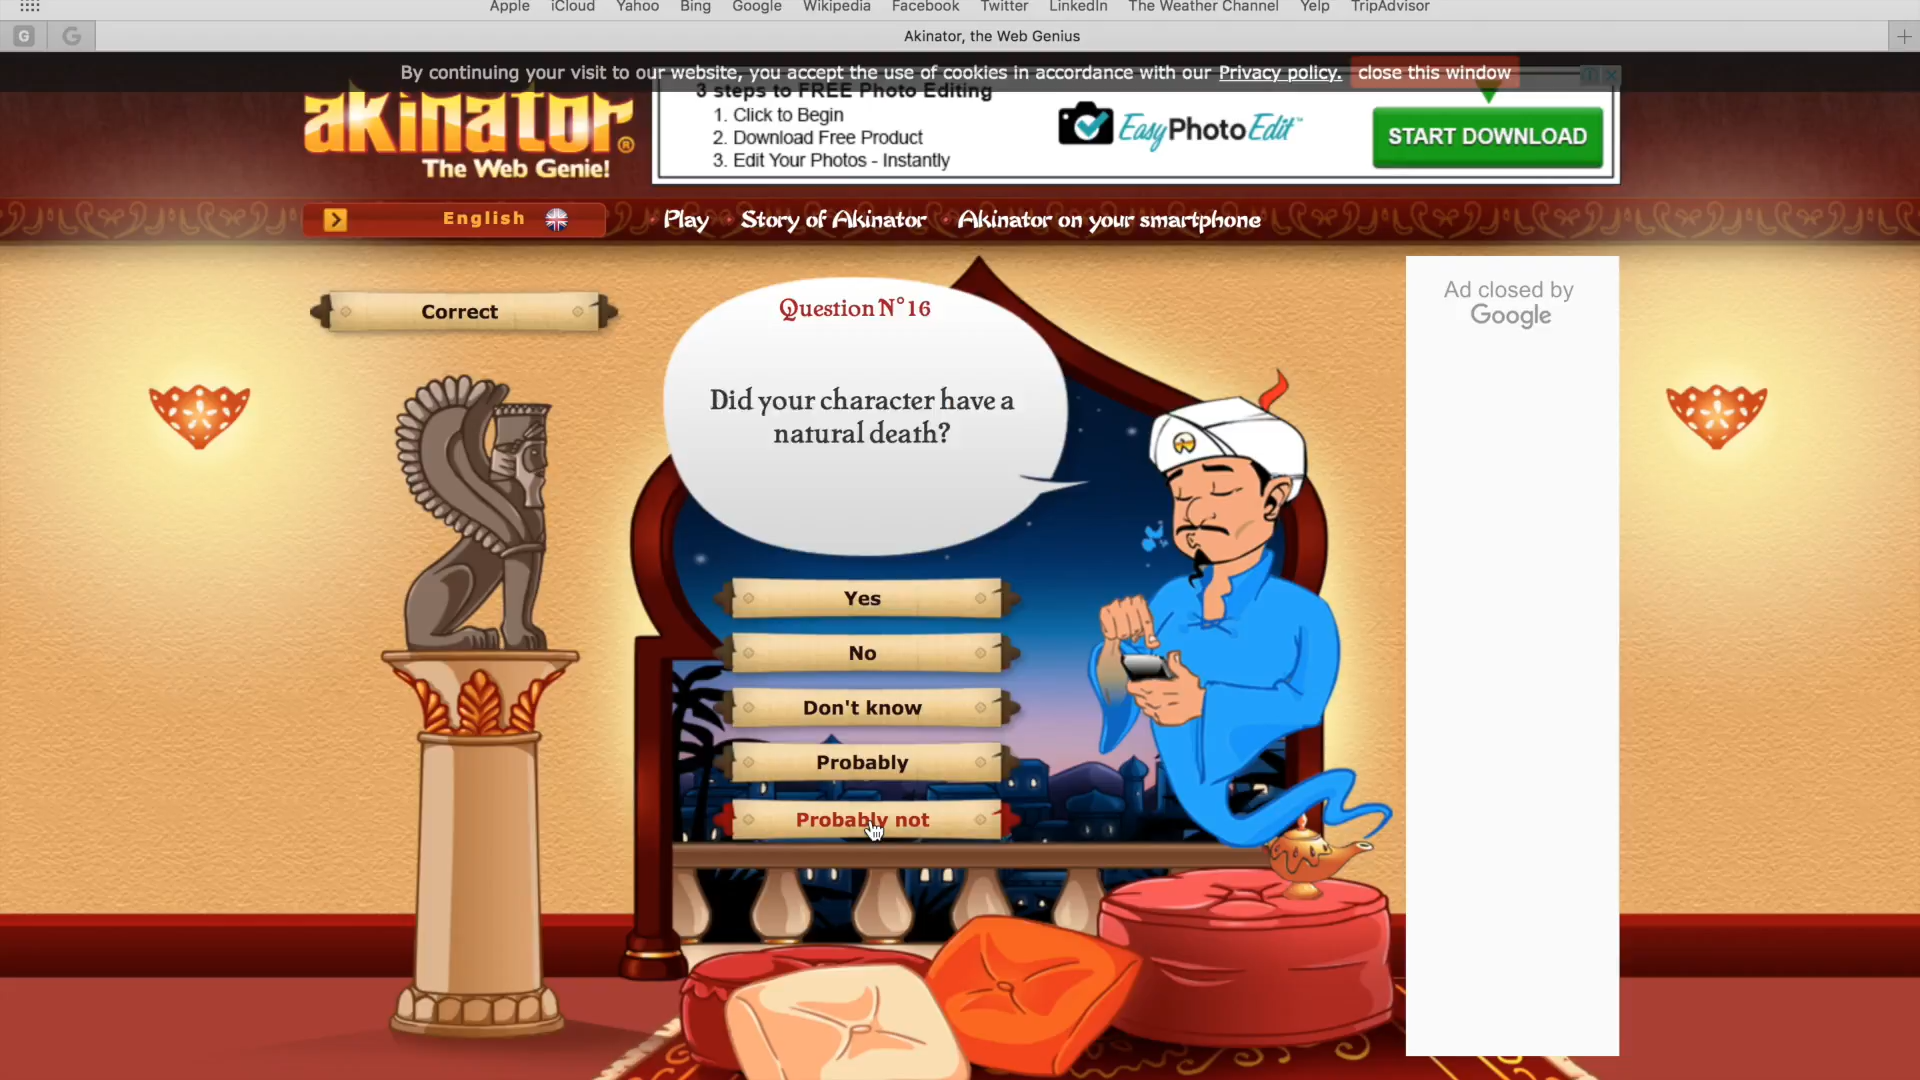 Apple iCloud Yahoo Bing Google Wikipedia Facebook Twitter LinkedIn The Weather Channel Yelp TripAdvisor
G G Akinator, the Web Genius
By continuing your visit to our website, you accept the use of cookies in accordance with our Privacy policy. close this window
akinator®
The Web Genie!
3 steps to FREE Photo Editing
1. Click to Begin
2. Download Free Product
3. Edit Your Photos - Instantly
EasyPhotoEdit™
START DOWNLOAD
English
Play Story of Akinator Akinator on your smartphone
Correct
Question N°16
Did your character have a
natural death?
Yes
No
Don't know
Probably
Probably not
Ad closed by
Google